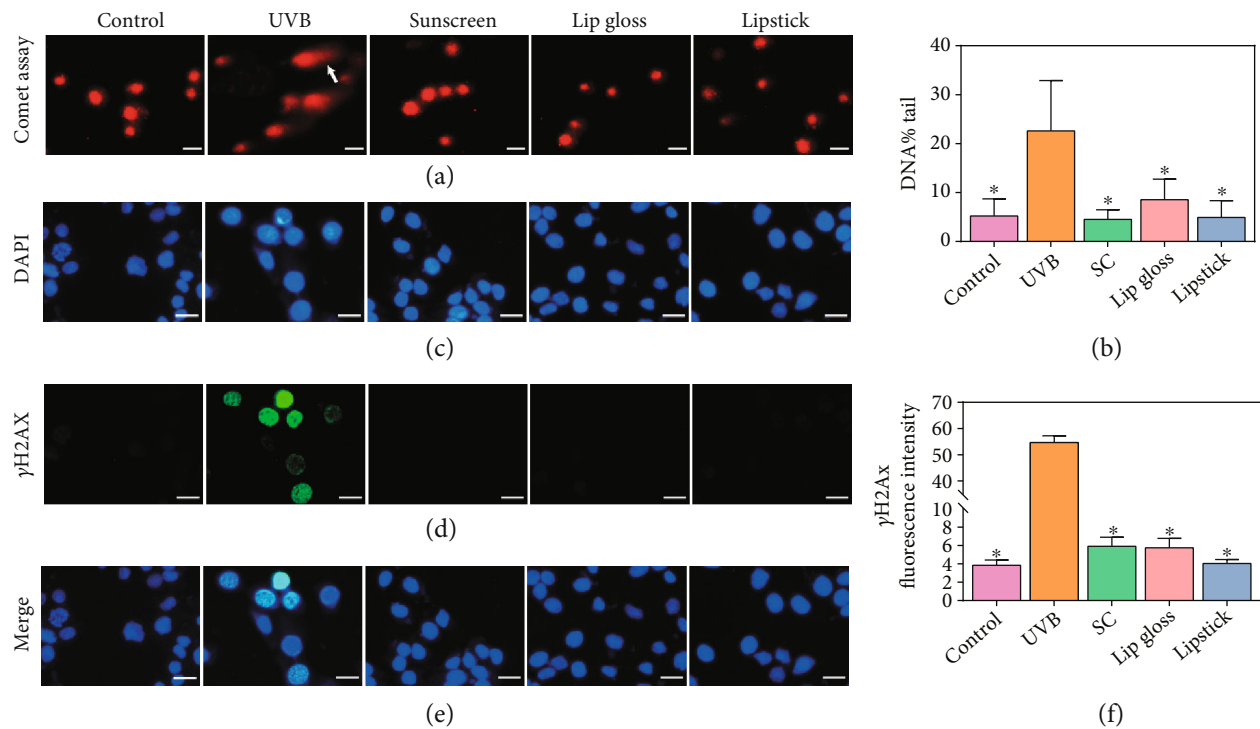 Control UVB Sunscreen Lip gloss Lipstick
Comet assay
(a)
DAPI
(c)
γH2AX
(d)
Merge
(e)
DNA% tail
40
30
20
10
0
* * * *
Control UVB SC Lip gloss Lipstick
(b)
γH2Ax
fluorescence intensity
70
60
50
40
10
8
6
4
2
0
* * * *
Control UVB SC Lip gloss Lipstick
(f)